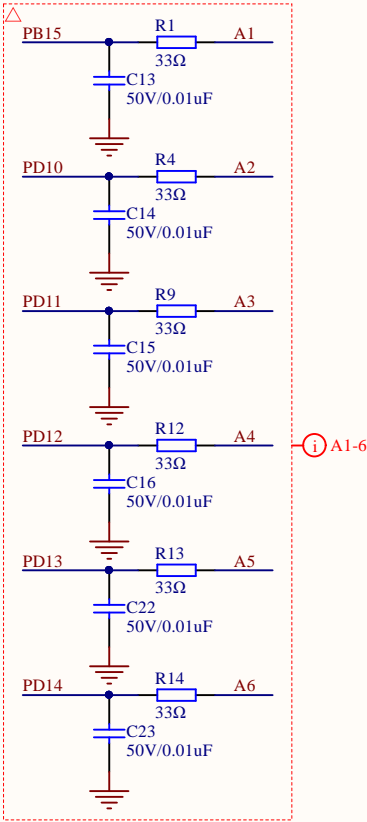 PB15 R1 A1
33Ω
C13
50V/0.01uF
PD10 R4 A2
33Ω
C14
50V/0.01uF
PD11 R9 A3
33Ω
C15
50V/0.01uF
PD12 R12 A4
33Ω
i A1-6
C16
50V/0.01uF
PD13 R13 A5
33Ω
C22
50V/0.01uF
PD14 R14 A6
33Ω
C23
50V/0.01uF